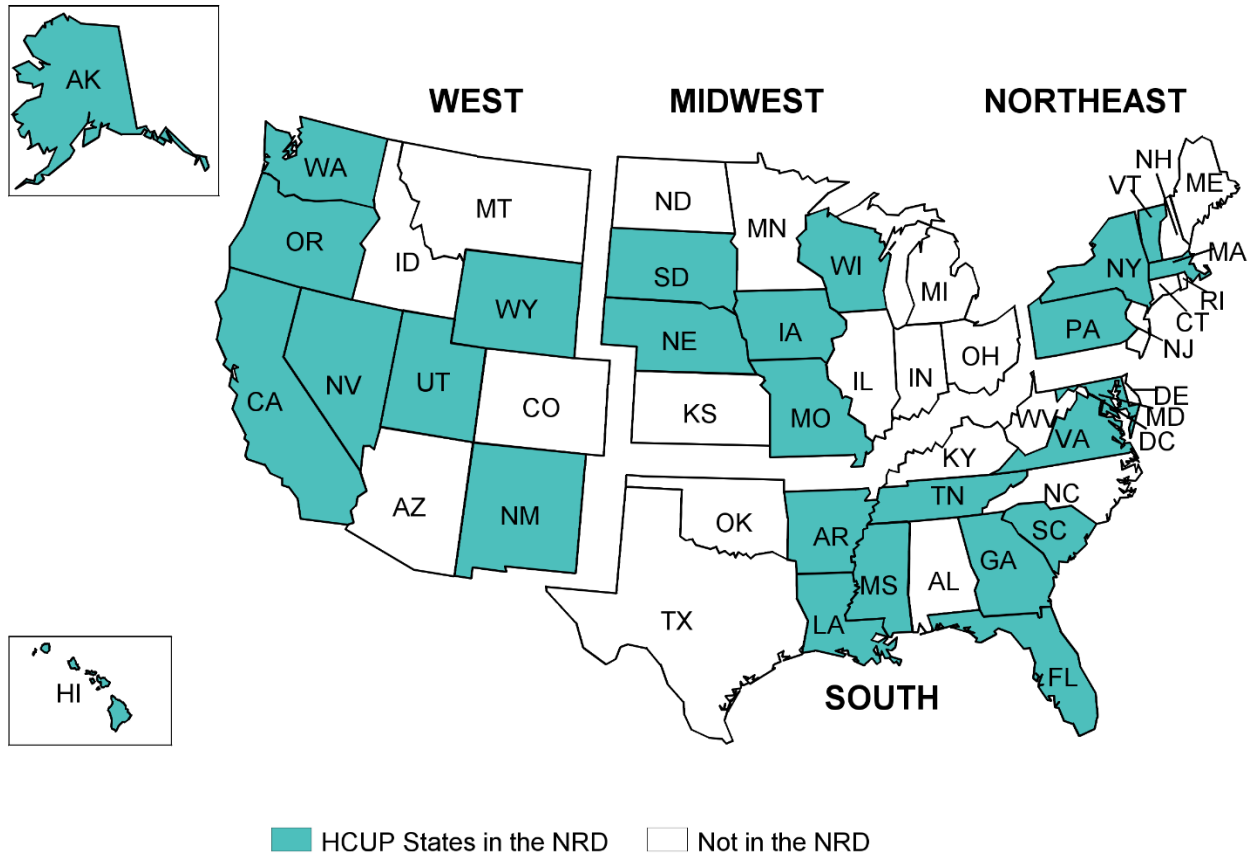 AK
WEST
MIDWEST
NORTHEAST
WA
MT
ND
MN
NH
VT
ME
OR
ID
SD
WI
MI
NY
MA
WY
RI
CT
NE
IA
PA
NJ
NV
UT
CA
CO
KS
MO
IL
IN
OH
DE
MD
WV
DC
VA
KY
AZ
NM
OK
AR
TN
NC
SC
GA
MS
AL
TX
LA
FL
HI
SOUTH
HCUP States in the NRD
Not in the NRD